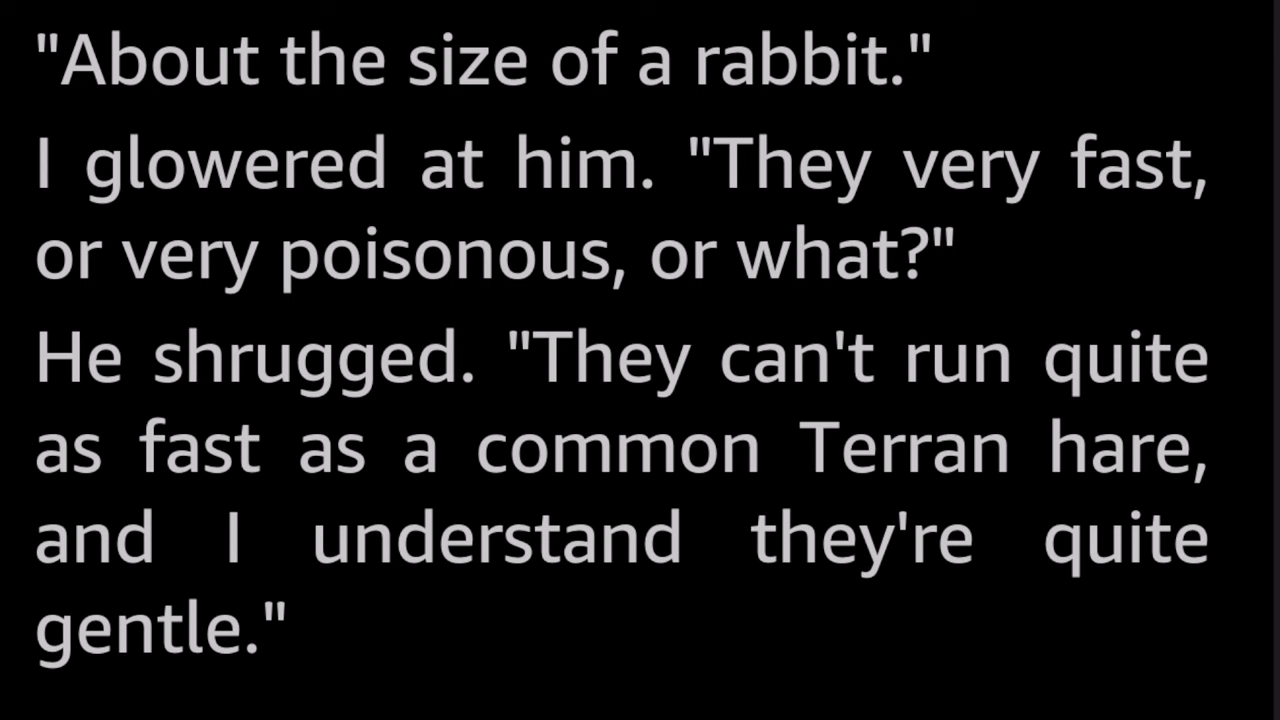 "About the size of a rabbit."
I glowered at him. "They very fast,
or very poisonous, or what?"
He shrugged. "They can't run quite
as fast as a common Terran hare,
and I understand they're quite
gentle."